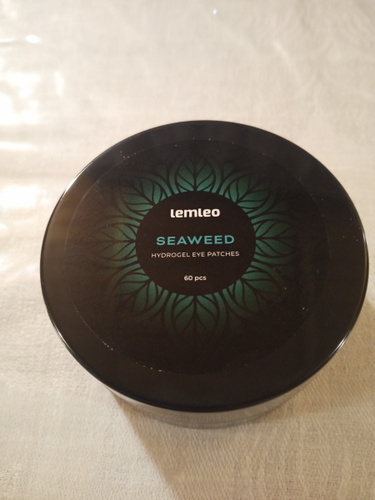 lemleo
SEAWEED
HYDROGEL EYE PATCHES
60 pcs